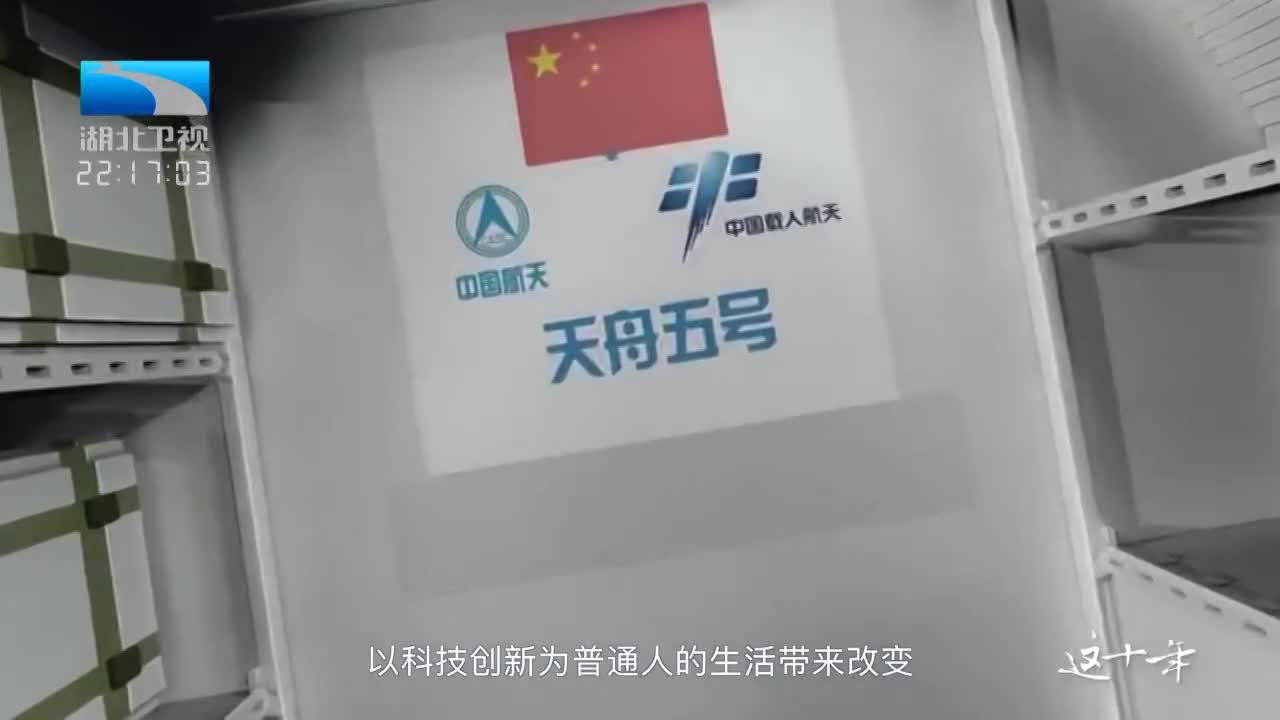 湖北卫视
22:17:03
中国航天
中国载人航天
天舟五号
以科技创新为普通人的生活带来改变
这十年